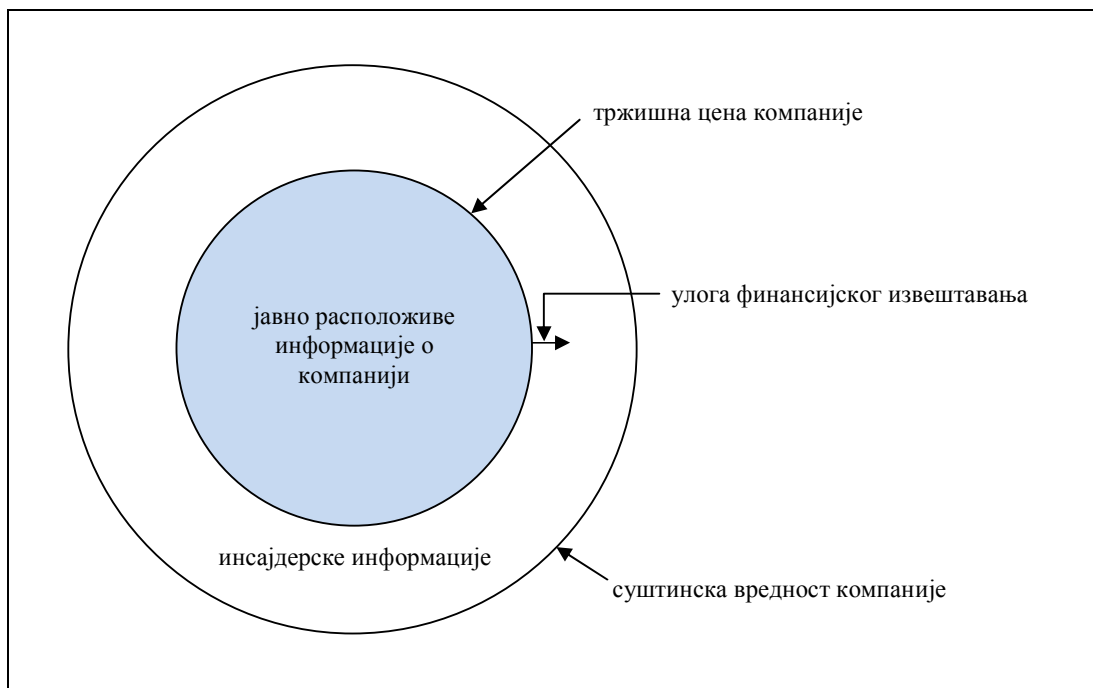 тржишна цена компаније
улога финансијског извештавања
јавно расположиве
информације о
компанији
инсајдерске информације
суштинска вредност компаније